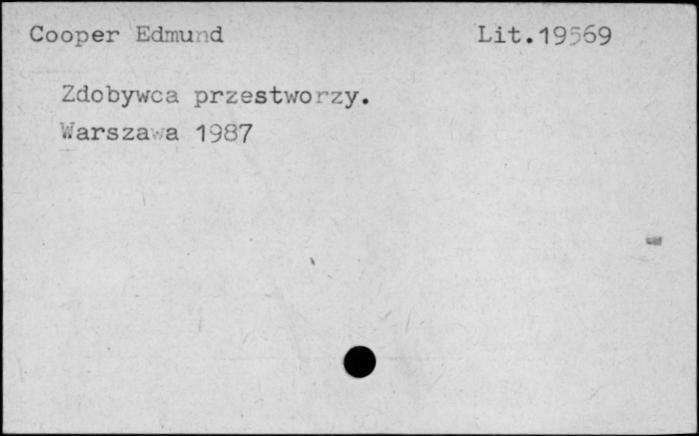 Cooper Edmund Lit.19569
Zdobywca przestworzy.
Warszawa 1987